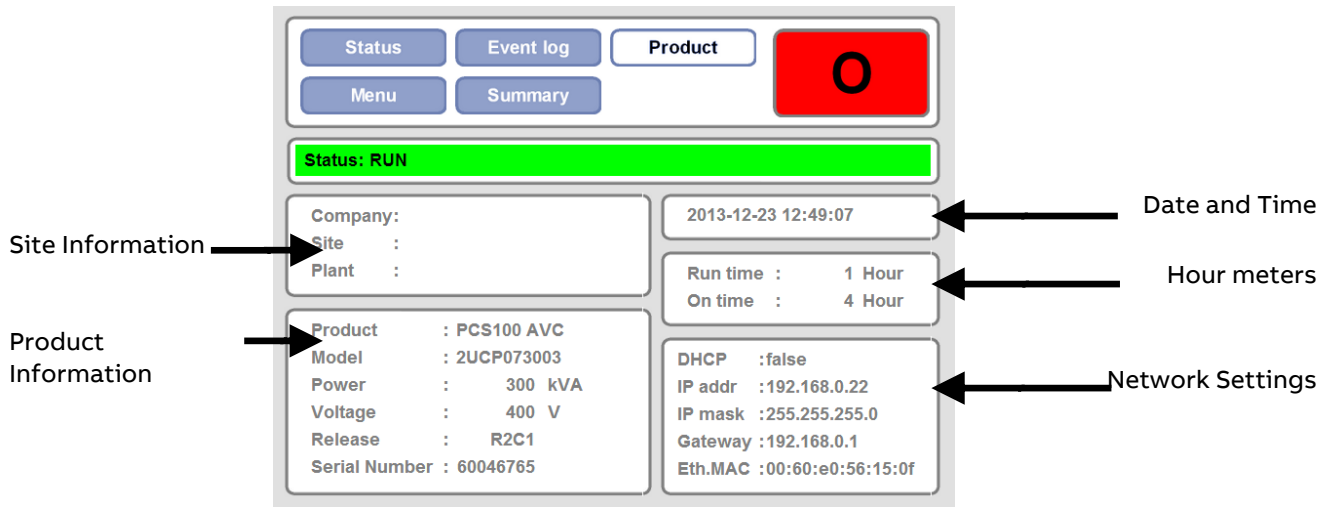 Status Event log Product O
Menu Summary
Status: RUN
Company:
Site :
Plant :
2013-12-23 12:49:07
Run time : 1 Hour
On time : 4 Hour
Product : PCS100 AVC
Model : 2UCP073003
Power : 300 kVA
Voltage : 400 V
Release : R2C1
Serial Number : 60046765
DHCP :false
IP addr :192.168.0.22
IP mask :255.255.255.0
Gateway :192.168.0.1
Eth.MAC :00:60:e0:56:15:0f
Site Information
Product
Information
Date and Time
Hour meters
Network Settings